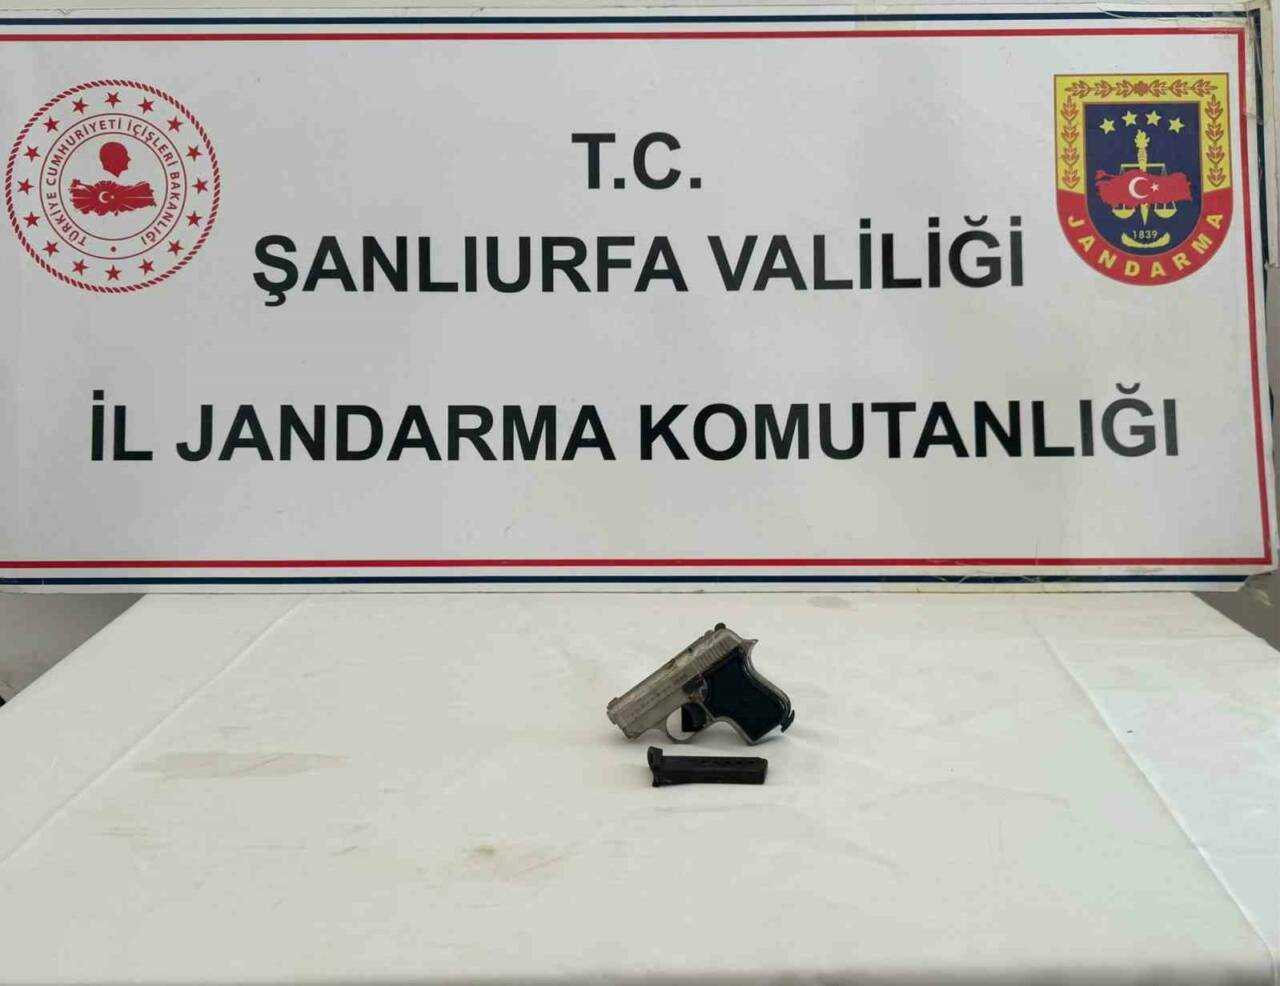 TÜRKİYE CUMHURİYETİ İÇİŞLERİ BAKANLIĞI
T.C.
ŞANLIURFA VALİLİĞİ
İL JANDARMA KOMUTANLIĞI
1839
JANDARMA